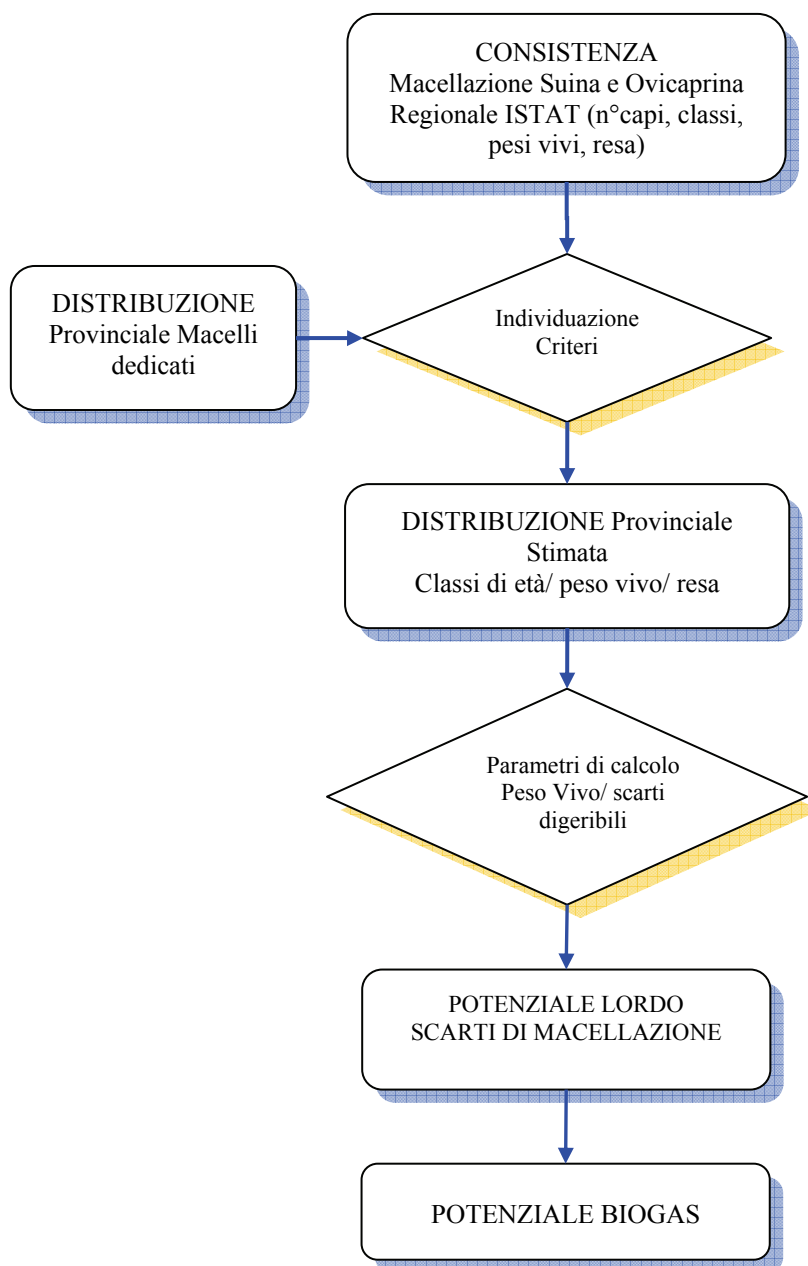 CONSISTENZA
Macellazione Suina e Ovicaprina
Regionale ISTAT (n°capi, classi,
pesi vivi, resa)
DISTRIBUZIONE
Provinciale Macelli
dedicati
Individuazione
Criteri
DISTRIBUZIONE Provinciale
Stimata
Classi di età/ peso vivo/ resa
Parametri di calcolo
Peso Vivo/ scarti
digeribili
POTENZIALE LORDO
SCARTI DI MACELLAZIONE
POTENZIALE BIOGAS